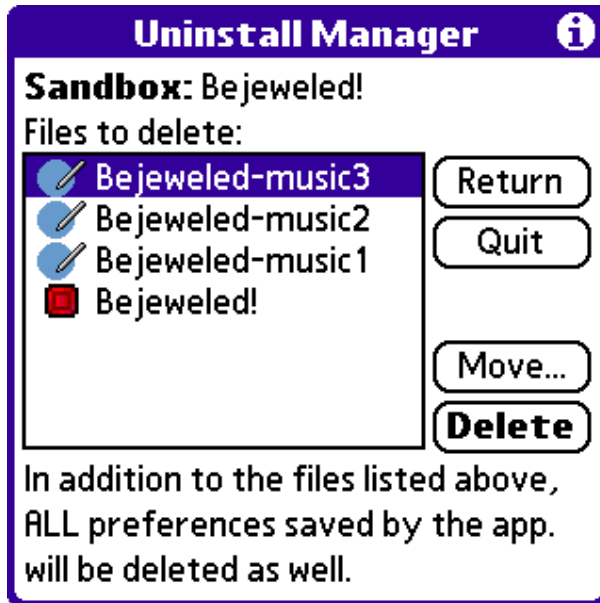 Uninstall Manager
Sandbox: Bejeweled!
Files to delete:
Bejeweled-music3
Bejeweled-music2
Bejeweled-music1
Bejeweled!
Return
Quit
Move...
Delete
In addition to the files listed above,
ALL preferences saved by the app.
will be deleted as well.